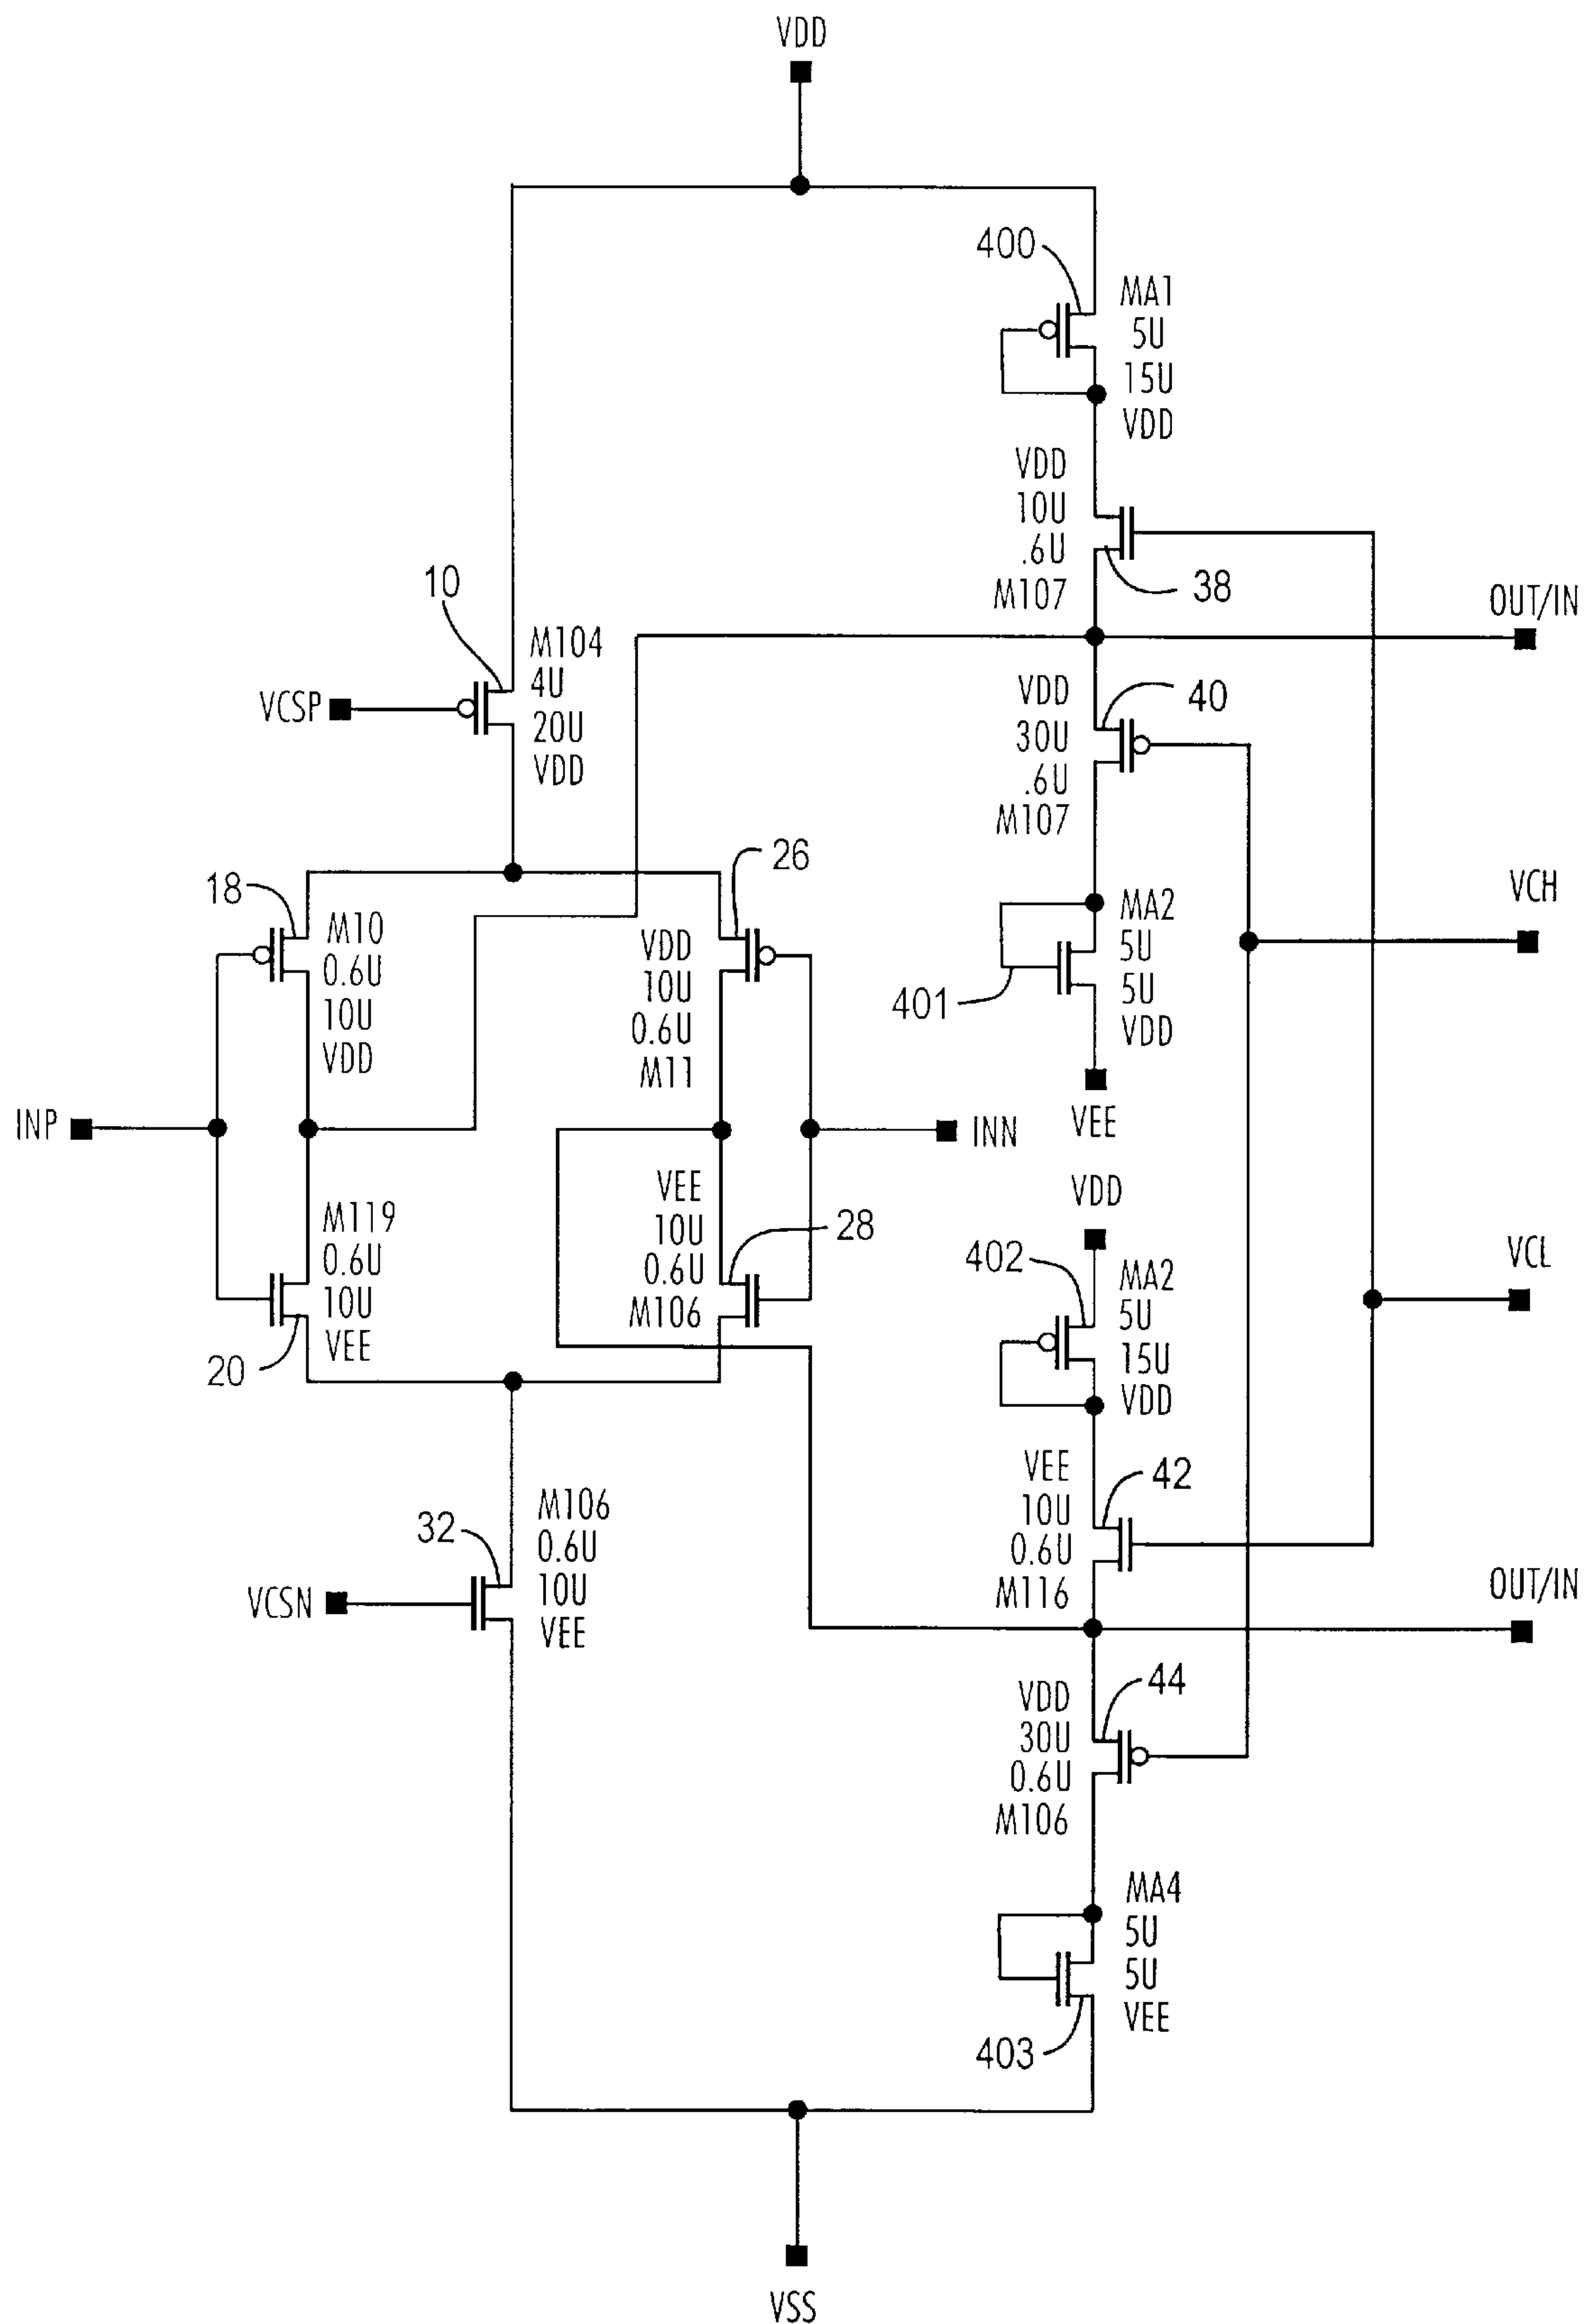 VDD
400
MA1
5U
15U
VDD
VDD
10U
.6U
M107
38
OUT/IN
10
M104
4U
20U
VDD
VCSP
VDD
30U
.6U
M107
40
18
M10
0.6U
10U
VDD
26
VDD
10U
0.6U
M11
MA2
5U
5U
VDD
401
VCH
INP
INN
VEE
VDD
M119
0.6U
10U
VEE
20
VEE
10U
0.6U
M106
28
402
MA2
5U
15U
VDD
VCL
VEE
10U
0.6U
M116
42
32
M106
0.6U
10U
VEE
VCSN
OUT/IN
VDD
30U
0.6U
M106
44
MA4
5U
5U
VEE
403
VSS